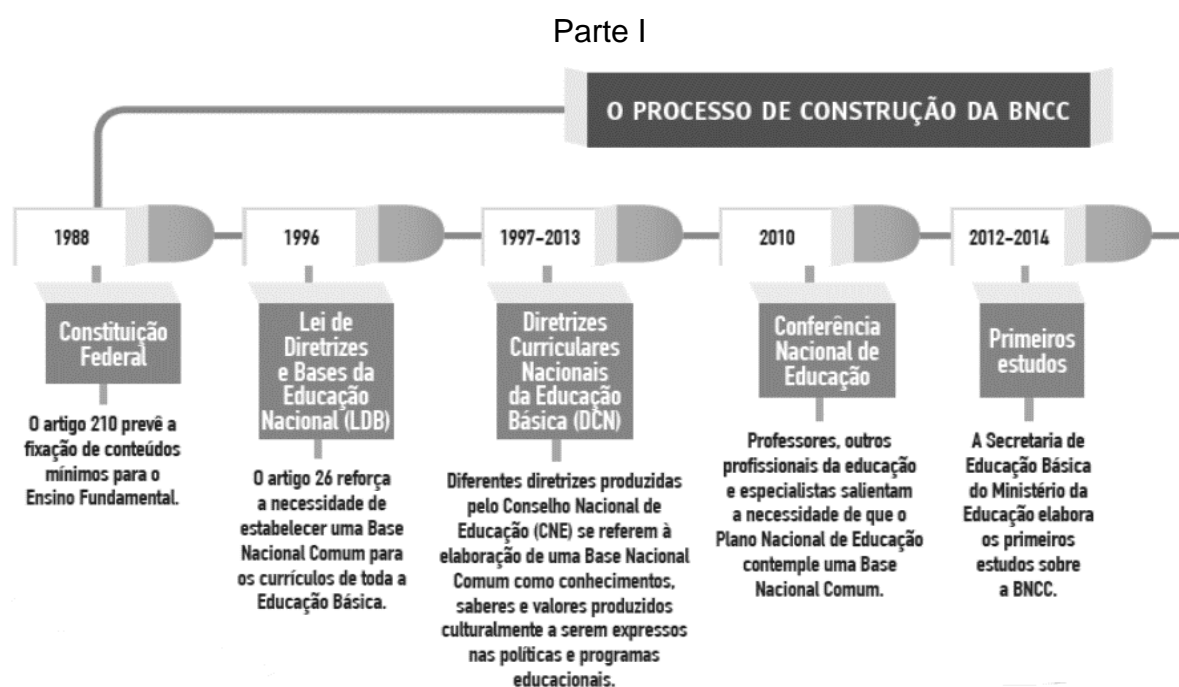 Parte I
O PROCESSO DE CONSTRUÇÃO DA BNCC
1988
Constituição
Federal
O artigo 210 prevê a
fixação de conteúdos
mínimos para o
Ensino Fundamental.
1996
Lei de
Diretrizes
e Bases da
Educação
Nacional (LDB)
O artigo 26 reforça
a necessidade de
estabelecer uma Base
Nacional Comum para
os currículos de toda a
Educação Básica.
1997-2013
Diretrizes
Curriculares
Nacionais
da Educação
Básica (DCN)
Diferentes diretrizes produzidas
pelo Conselho Nacional de
Educação (CNE) se referem à
elaboração de uma Base Nacional
Comum como conhecimentos,
saberes e valores produzidos
culturalmente a serem expressos
nas políticas e programas
educacionais.
2010
Conferência
Nacional de
Educação
Professores, outros
profissionais da educação
e especialistas salientam
a necessidade de que o
Plano Nacional de Educação
contemple uma Base
Nacional Comum.
2012-2014
Primeiros
estudos
A Secretaria de
Educação Básica
do Ministério da
Educação elabora
os primeiros
estudos sobre
a BNCC.